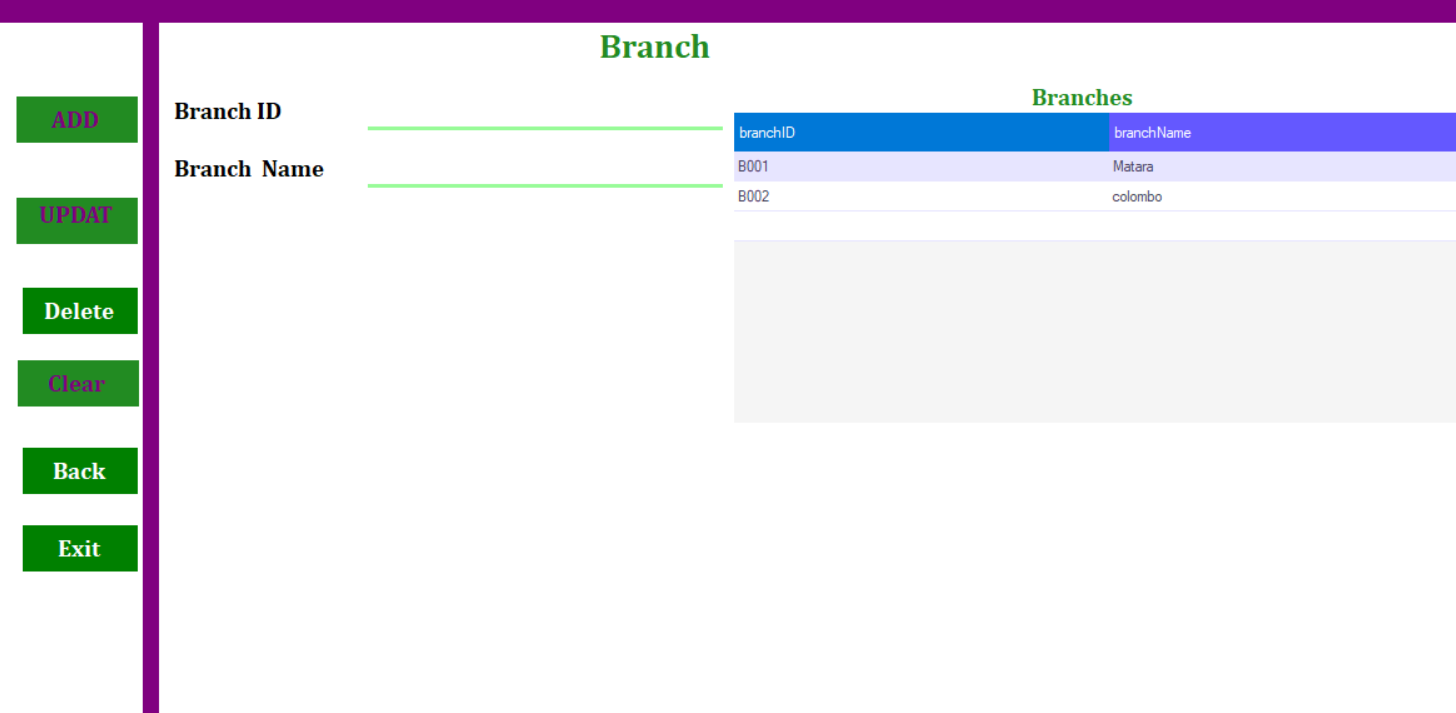 Branch
ADD
UPDAT
Delete
Clear
Back
Exit
Branch ID
Branch Name
Branches
branchID branchName
B001 Matara
B002 colombo